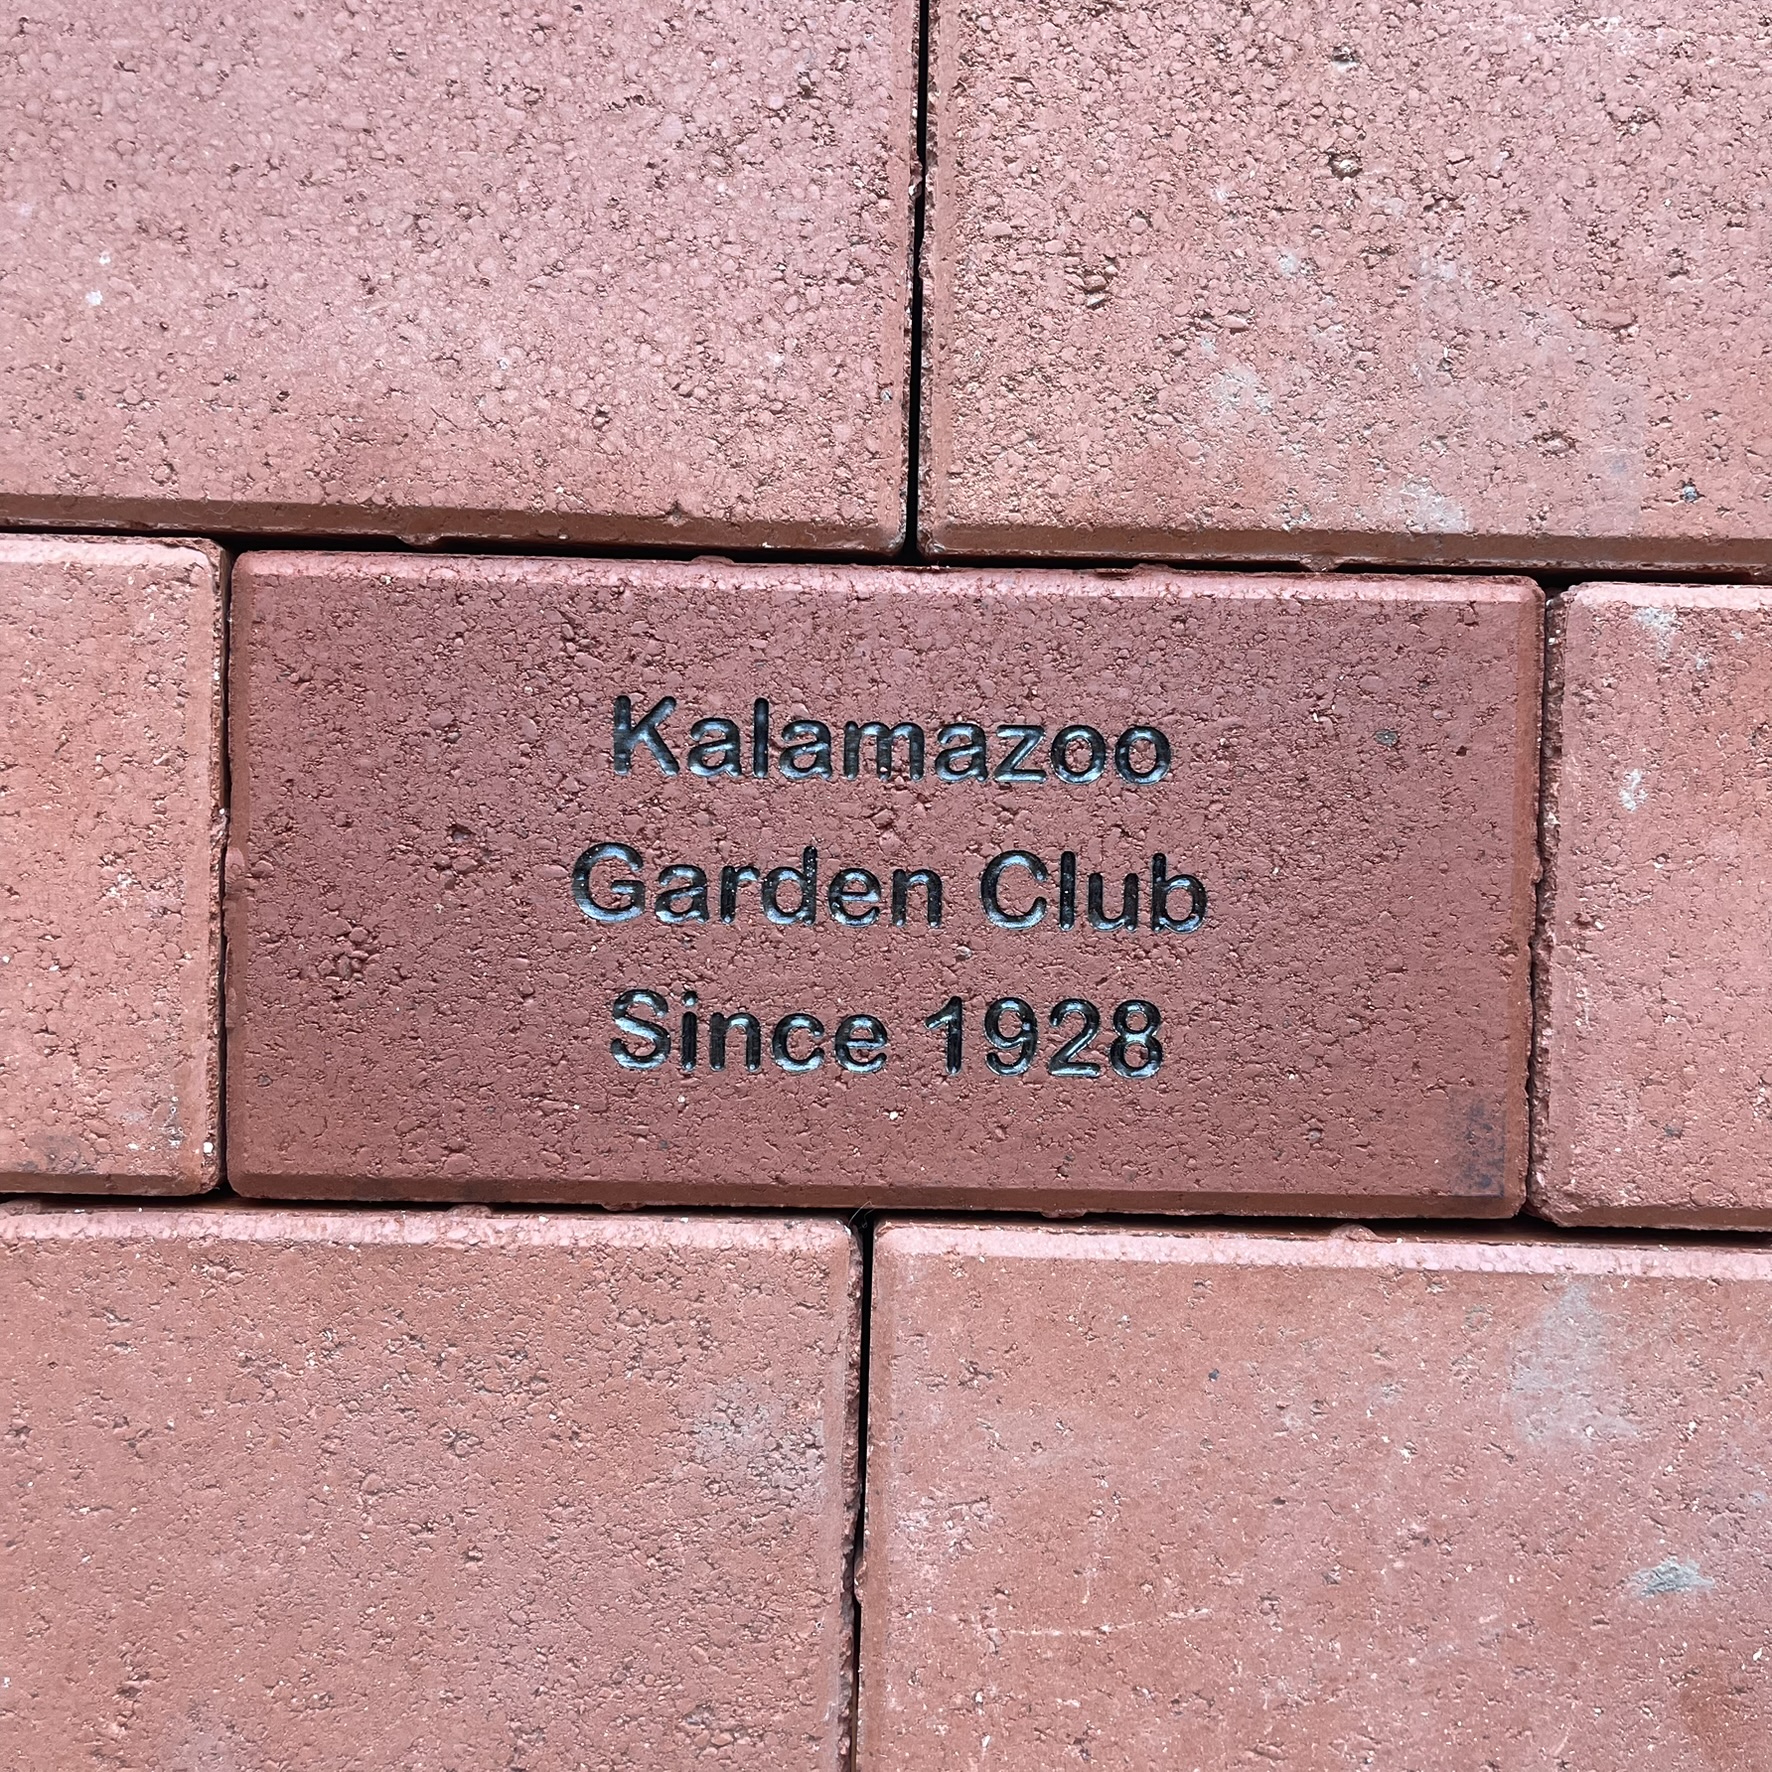 Kalamazoo
Garden Club
Since 1928